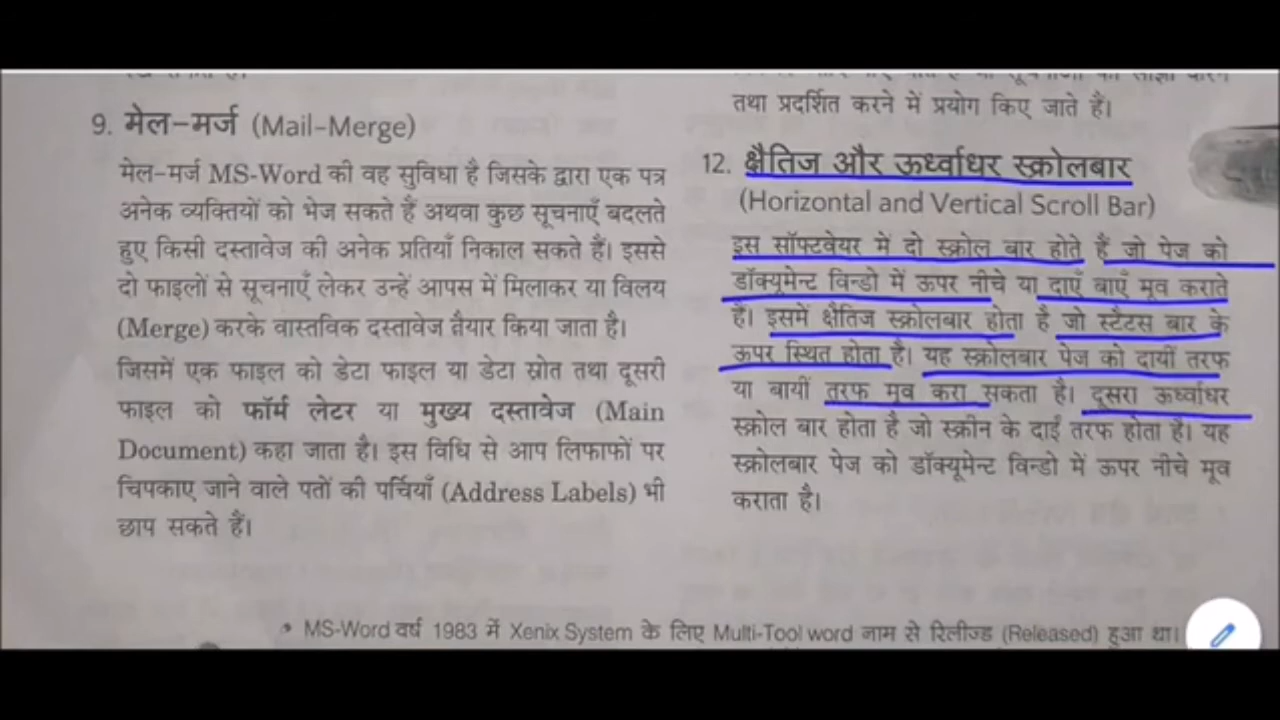 9. मेल-मर्ज (Mail-Merge)
मेल-मर्ज MS-Word की वह सुविधा है जिसके द्वारा एक पत्र
अनेक व्यक्तियों को भेज सकते हैं अथवा कुछ सूचनाएँ बदलते
हुए किसी दस्तावेज की अनेक प्रतियाँ निकाल सकते हैं। इससे
दो फाइलों से सूचनाएँ लेकर उन्हें आपस में मिलाकर या विलय
(Merge) करके वास्तविक दस्तावेज तैयार किया जाता है।
जिसमें एक फाइल को डेटा फाइल या डेटा स्रोत तथा दूसरी
फाइल को फॉर्म लेटर या मुख्य दस्तावेज (Main
Document) कहा जाता है। इस विधि से आप लिफाफों पर
चिपकाए जाने वाले पतों की पर्चियाँ (Address Labels) भी
छाप सकते हैं।
तथा प्रदर्शित करने में प्रयोग किए जाते हैं।
12. क्षैतिज और ऊर्ध्वाधर स्क्रोलबार
(Horizontal and Vertical Scroll Bar)
इस सॉफ्टवेयर में दो स्क्रोल बार होते हैं जो पेज को
डॉक्यूमेन्ट विन्डो में ऊपर नीचे या दाएँ बाएँ मूव कराते
हैं। इसमें क्षैतिज स्क्रोलबार होता है जो स्टैटस बार के
ऊपर स्थित होता है। यह स्क्रोलबार पेज को दायीं तरफ
या बायीं तरफ मूव करा सकता है। दूसरा ऊर्ध्वाधर
स्क्रोल बार होता है जो स्क्रीन के दाईं तरफ होता है। यह
स्क्रोलबार पेज को डॉक्यूमेन्ट विन्डो में ऊपर नीचे मूव
कराता है।
MS-Word वर्ष 1983 में Xenix System के लिए Multi-Tool word नाम से रिलीज्ड (Released) हुआ था।